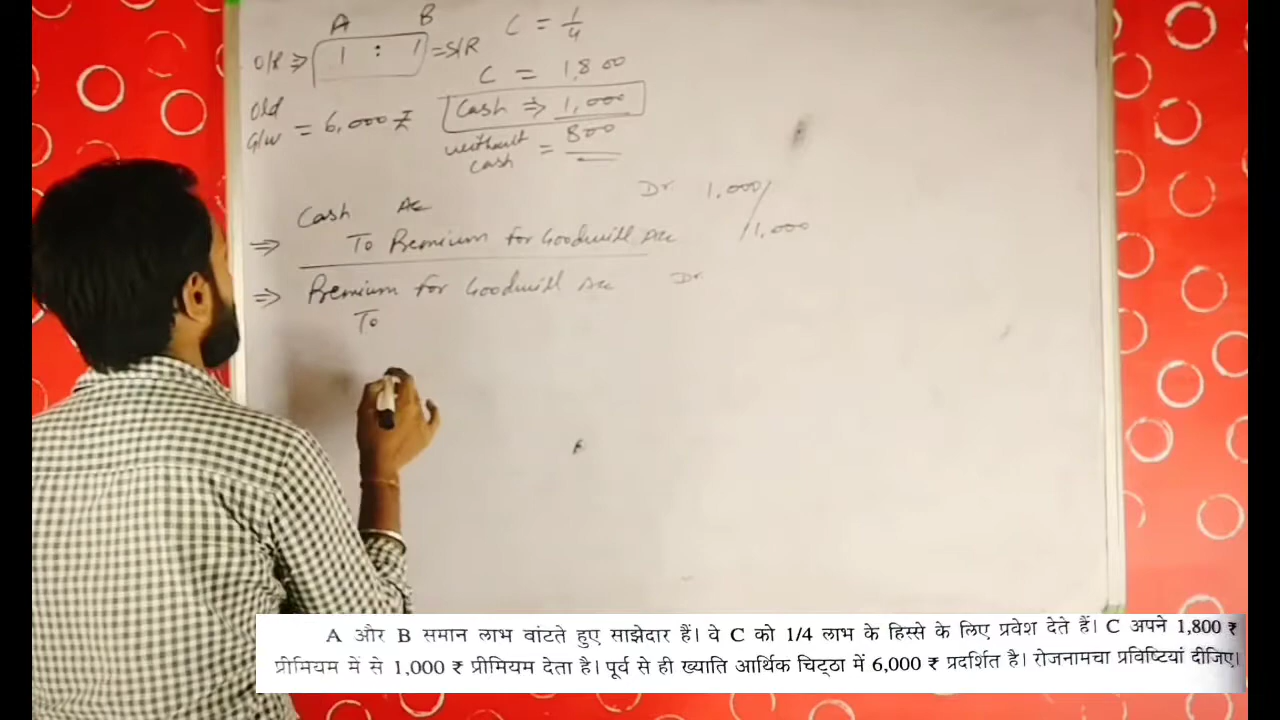 A B
O/R ⇒ 1 : 1 = S/R
C = 1/4
Old G/W = 6,000 ₹
C = 1,800
Cash ⇒ 1,000
without cash = 800
⇒ Cash A/c Dr. 1,000/
To Premium for Goodwill A/c /1,000
⇒ Premium for Goodwill A/c Dr.
To
A और B समान लाभ बांटते हुए साझेदार हैं। वे C को 1/4 लाभ के हिस्से के लिए प्रवेश देते हैं। C अपने 1,800 ₹
प्रीमियम में से 1,000 ₹ प्रीमियम देता है। पूर्व से ही ख्याति आर्थिक चिट्ठा में 6,000 ₹ प्रदर्शित है। रोजनामचा प्रविष्टियां दीजिए।